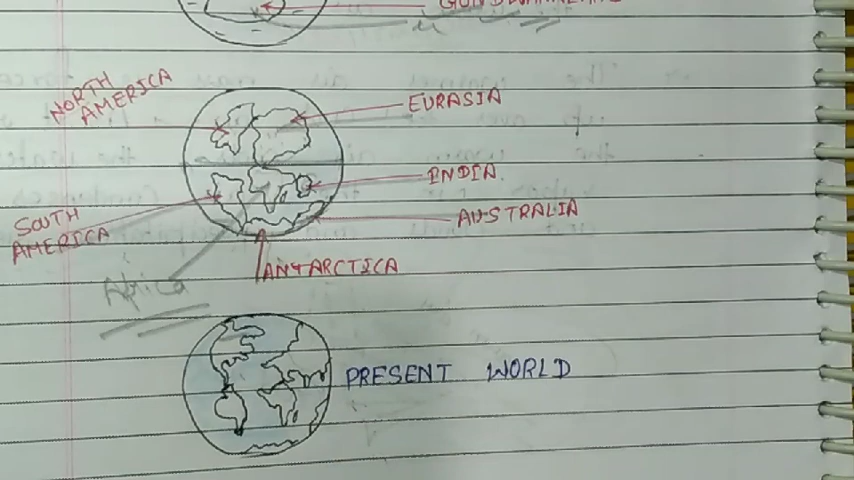 NORTH
AMERICA
EURASIA
INDIA
SOUTH
AMERICA
AUSTRALIA
ANTARCTICA
Africa
PRESENT WORLD